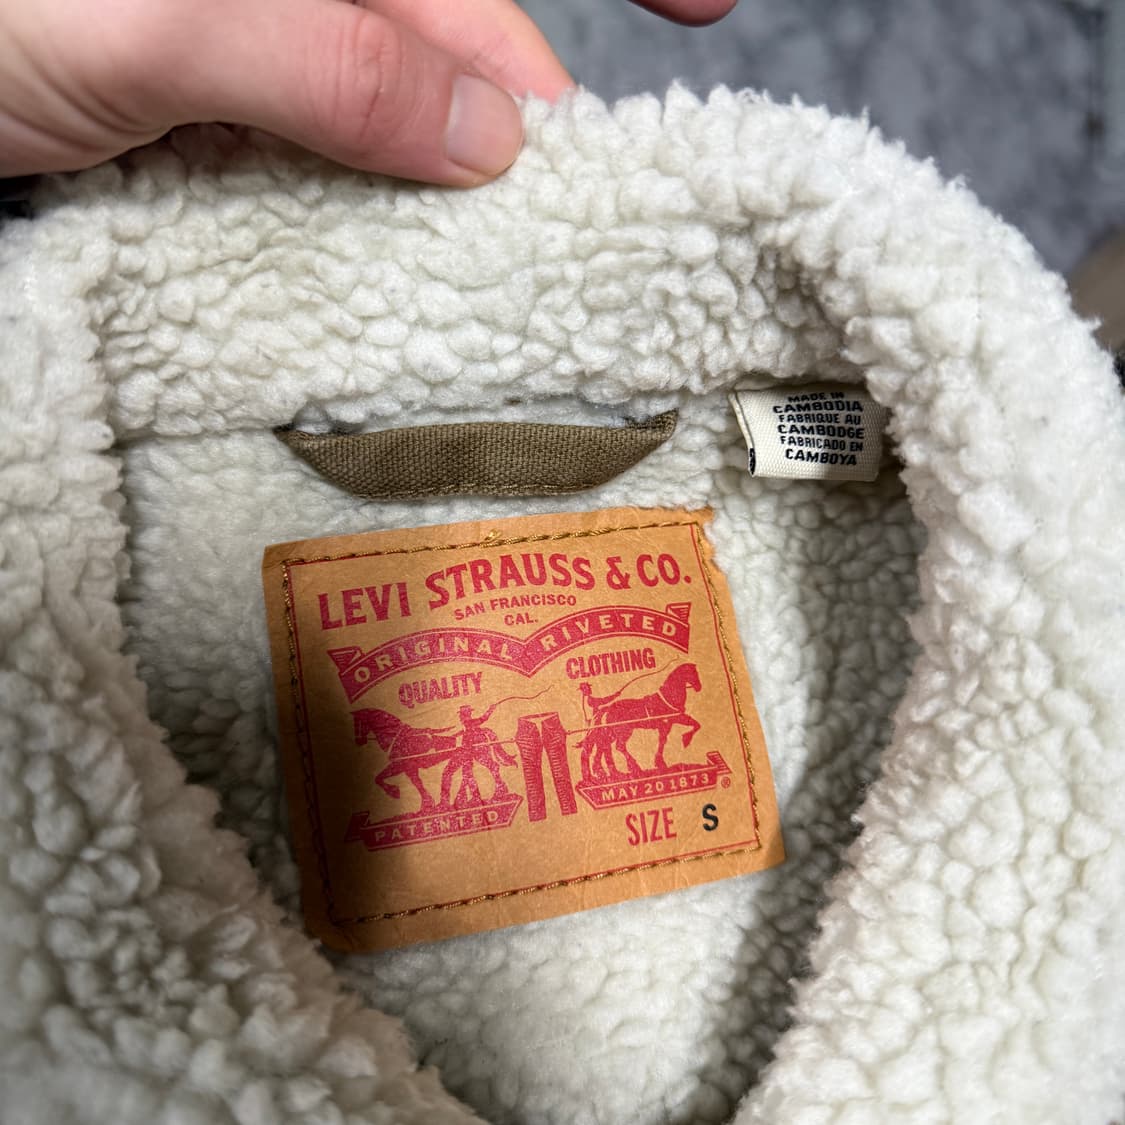 MADE IN
CAMBODIA
FABRIQUE AU
CAMBODGE
FABRICADO EN
CAMBOYA
LEVI STRAUSS & CO.
SAN FRANCISCO
CAL.
ORIGINAL RIVETED
QUALITY CLOTHING
PATENTED MAY 20 1873 ®
SIZE S